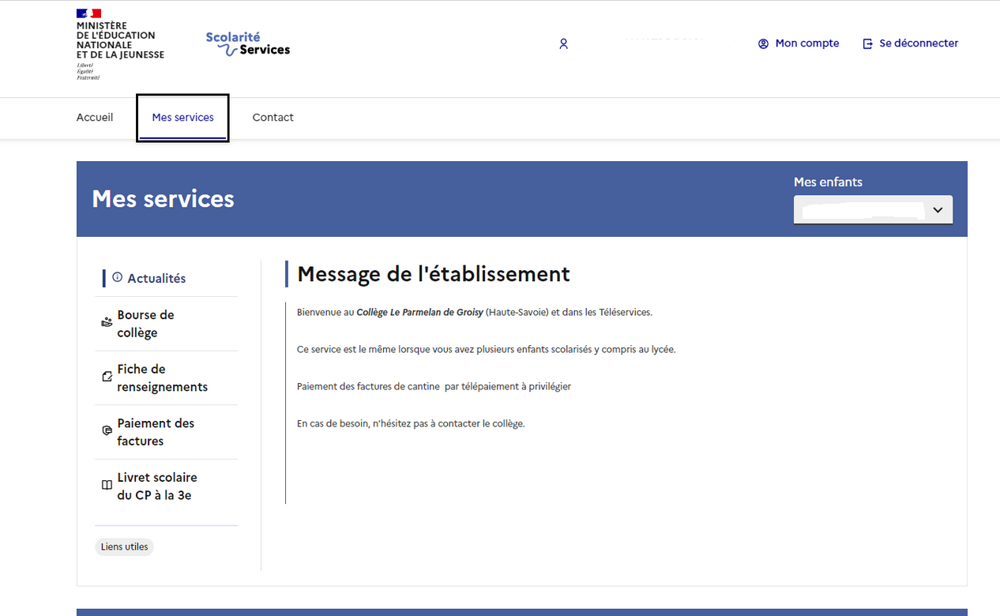 MINISTÈRE
DE L'ÉDUCATION
NATIONALE
ET DE LA JEUNESSE
Liberté
Égalité
Fraternité
Scolarité
Services
Mon compte
Se déconnecter
Accueil
Mes services
Contact
Mes services
Mes enfants
Actualités
Bourse de
collège
Fiche de
renseignements
Paiement des
factures
Livret scolaire
du CP à la 3e
Liens utiles
Message de l'établissement
Bienvenue au Collège Le Parmelan de Groisy (Haute-Savoie) et dans les Téléservices.
Ce service est le même lorsque vous avez plusieurs enfants scolarisés y compris au lycée.
Paiement des factures de cantine  par télépaiement à privilégier
En cas de besoin, n'hésitez pas à contacter le collège.